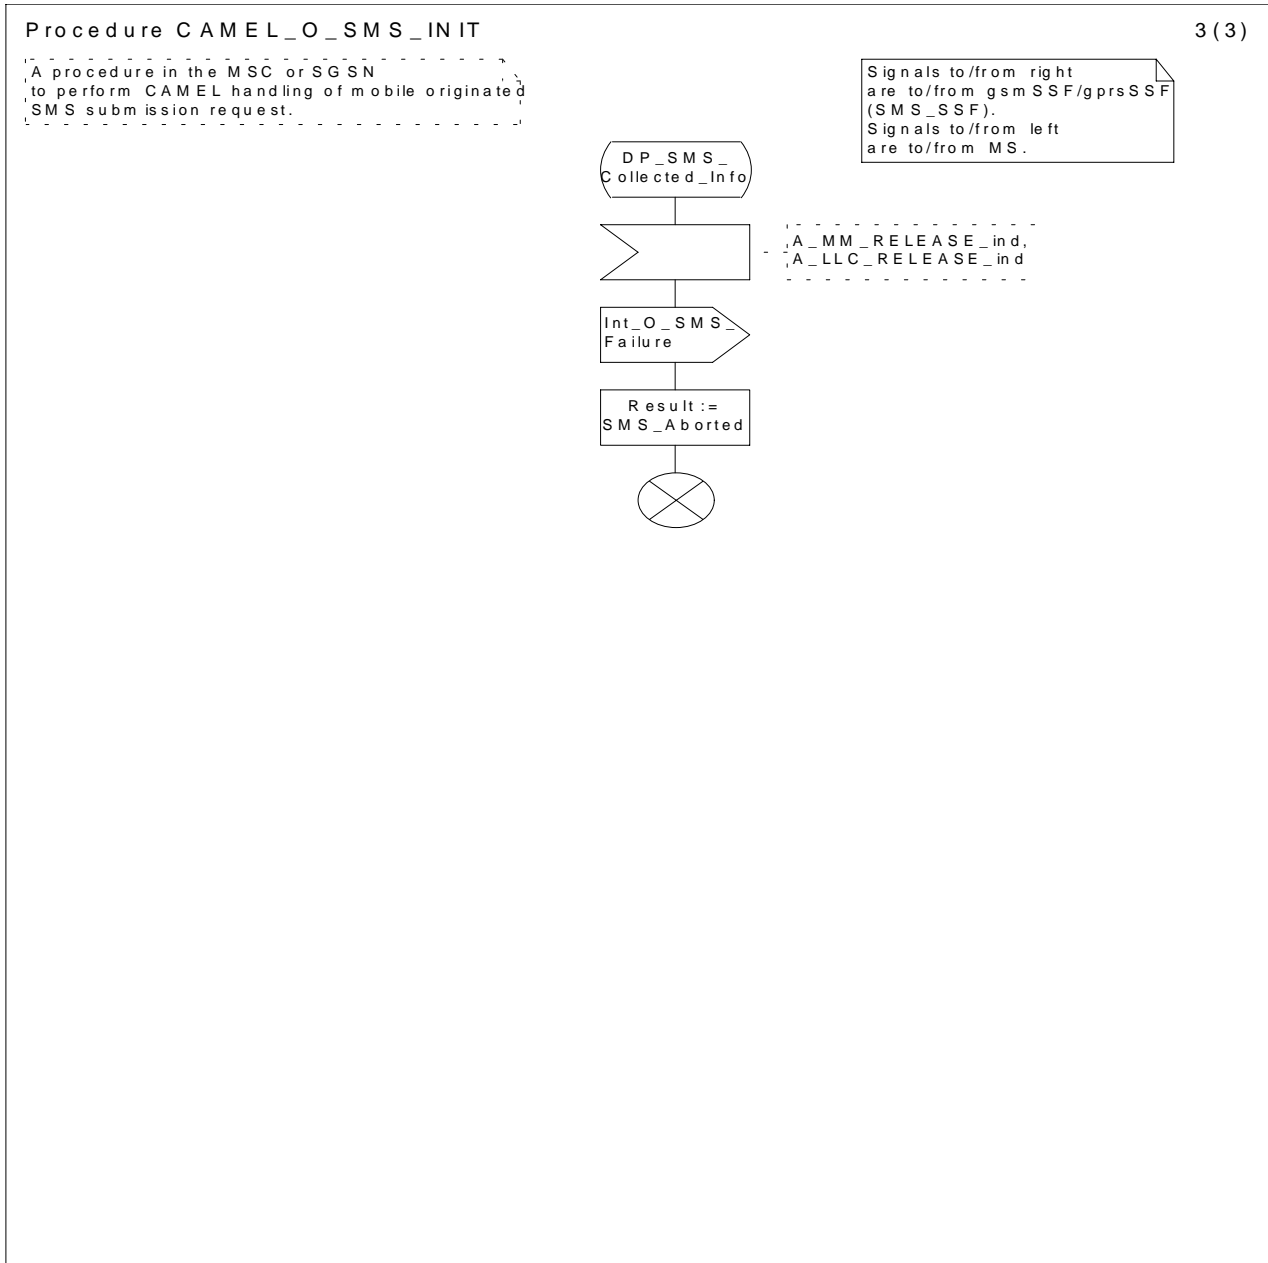 Procedure CAMEL_O_SMS_INIT
3(3)
A procedure in the MSC or SGSN
to perform CAMEL handling of mobile originated
SMS submission request.
Signals to/from right
are to/from gsmSSF/gprsSSF
(SMS_SSF).
Signals to/from left
are to/from MS.
DP_SMS_
Collected_Info
A_MM_RELEASE_ind,
A_LLC_RELEASE_ind
Int_O_SMS_
Failure
Result:=
SMS_Aborted